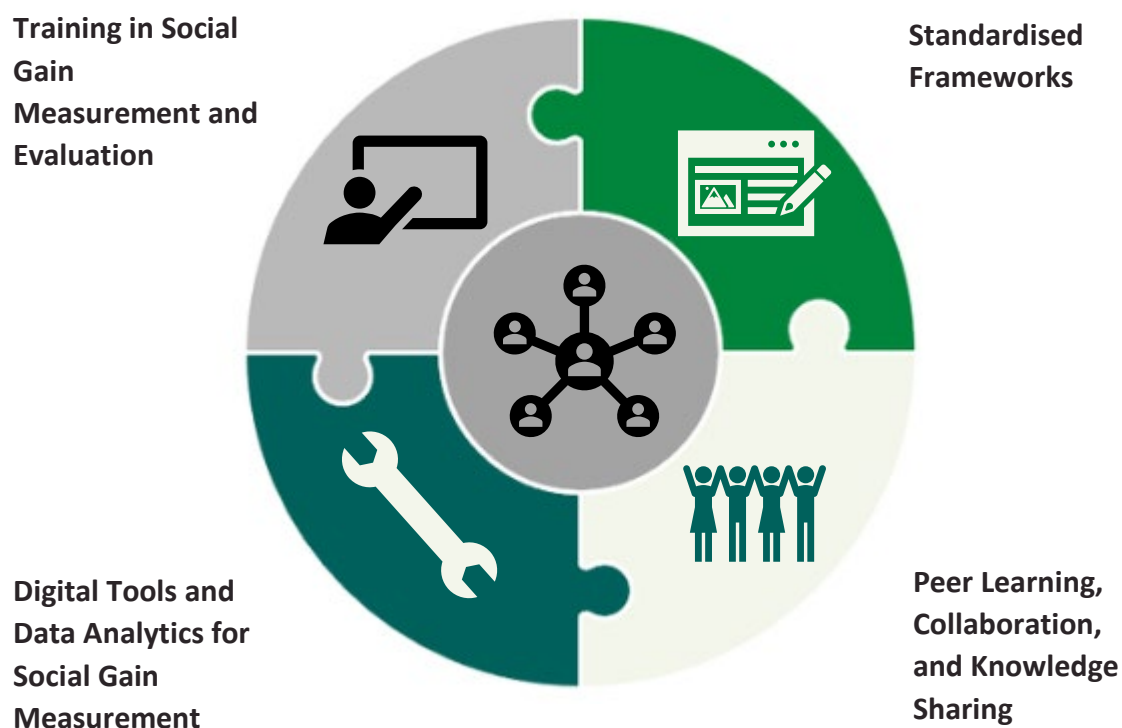 Training in Social
Gain
Measurement and
Evaluation
Standardised
Frameworks
Digital Tools and
Data Analytics for
Social Gain
Measurement
Peer Learning,
Collaboration,
and Knowledge
Sharing